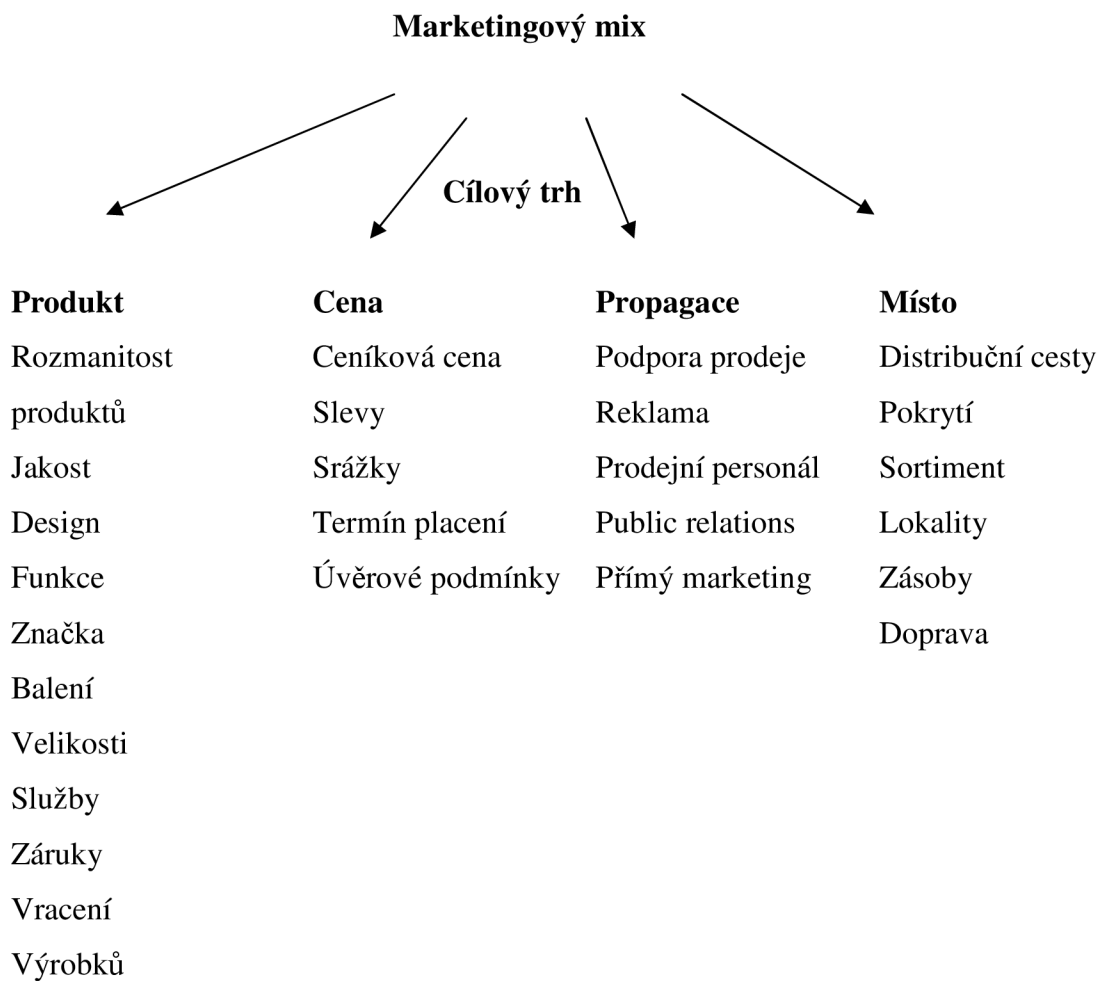 Marketingový mix
Cílový trh
Produkt
Rozmanitost
produktů
Jakost
Design
Funkce
Značka
Balení
Velikosti
Služby
Záruky
Vracení
Výrobků
Cena
Ceníková cena
Slevy
Srážky
Termín placení
Úvěrové podmínky
Propagace
Podpora prodeje
Reklama
Prodejní personál
Public relations
Přímý marketing
Místo
Distribuční cesty
Pokrytí
Sortiment
Lokality
Zásoby
Doprava